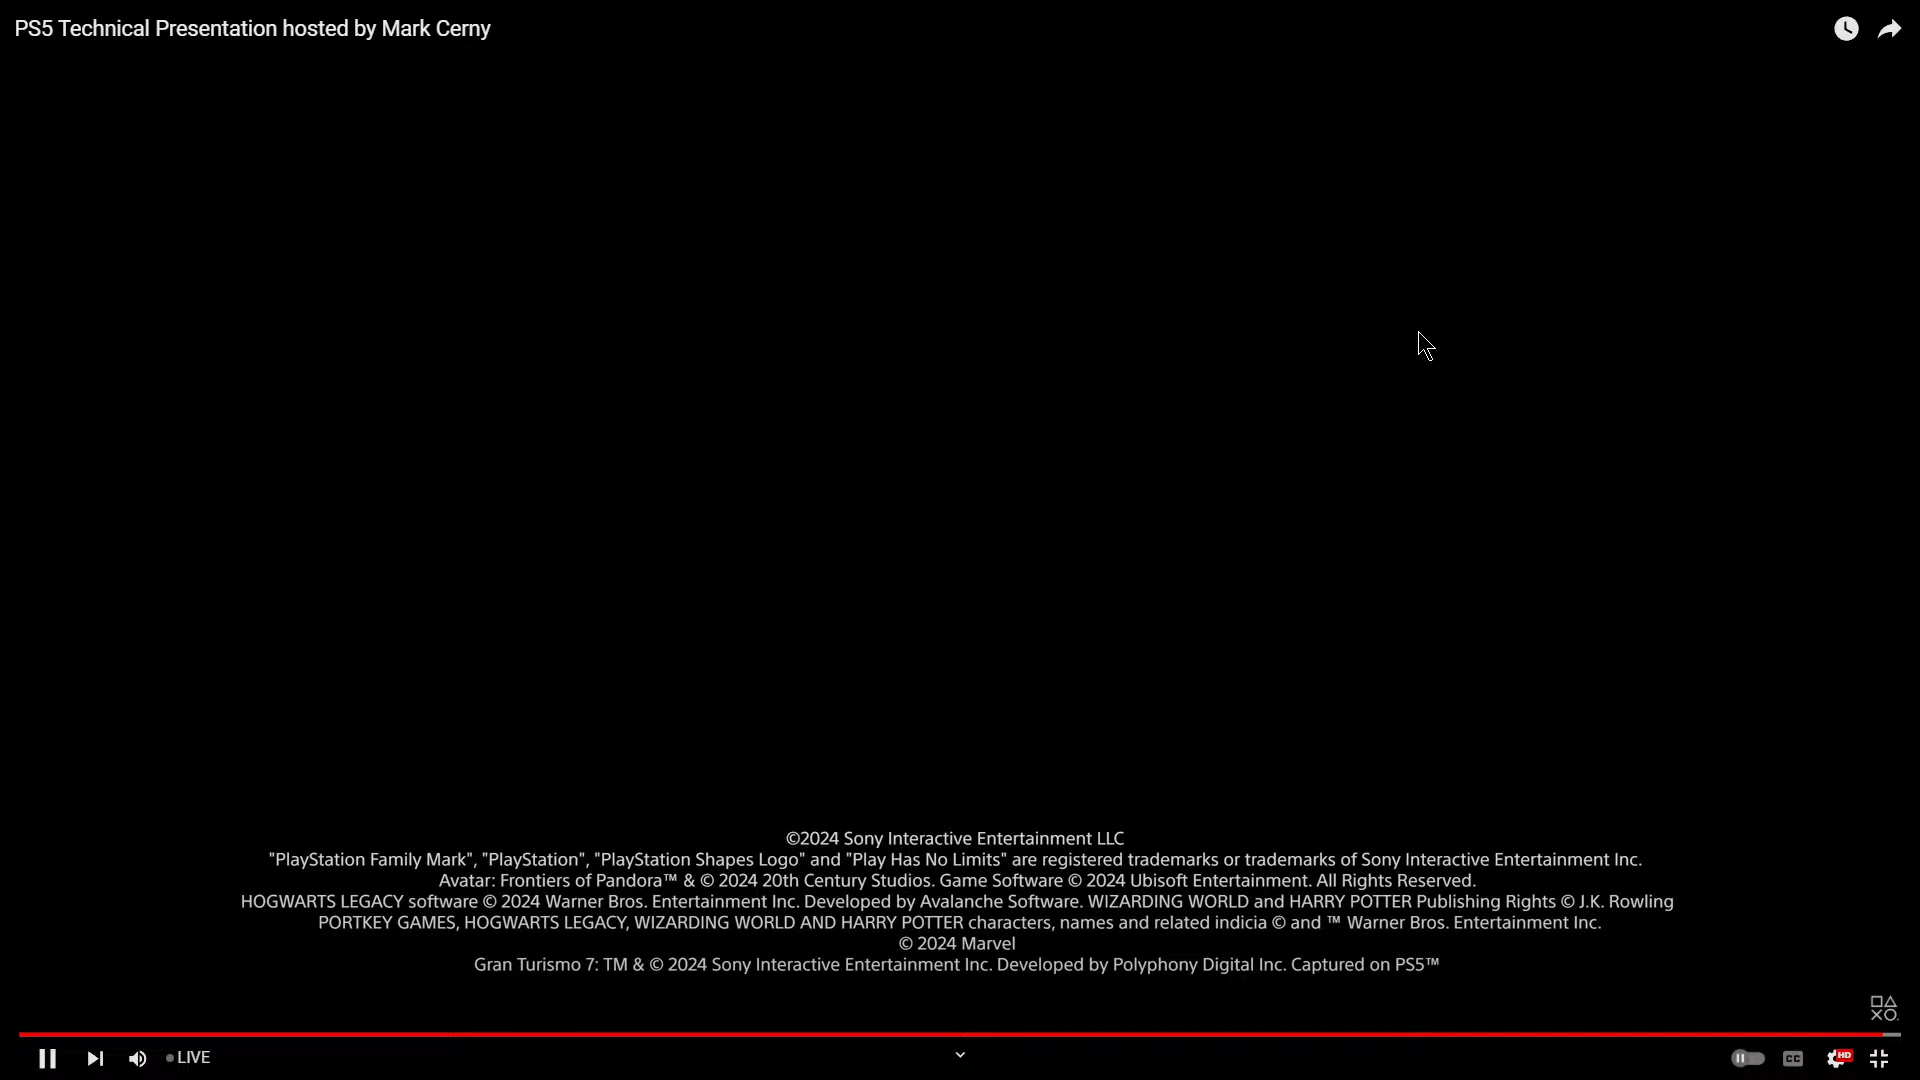 PS5 Technical Presentation hosted by Mark Cerny
©2024 Sony Interactive Entertainment LLC
"PlayStation Family Mark", "PlayStation", "PlayStation Shapes Logo" and "Play Has No Limits" are registered trademarks or trademarks of Sony Interactive Entertainment Inc.
Avatar: Frontiers of Pandora™ & © 2024 20th Century Studios. Game Software © 2024 Ubisoft Entertainment. All Rights Reserved.
HOGWARTS LEGACY software © 2024 Warner Bros. Entertainment Inc. Developed by Avalanche Software. WIZARDING WORLD and HARRY POTTER Publishing Rights © J.K. Rowling
PORTKEY GAMES, HOGWARTS LEGACY, WIZARDING WORLD AND HARRY POTTER characters, names and related indicia © and ™ Warner Bros. Entertainment Inc.
© 2024 Marvel
Gran Turismo 7: TM & © 2024 Sony Interactive Entertainment Inc. Developed by Polyphony Digital Inc. Captured on PS5™
LIVE
CC
HD